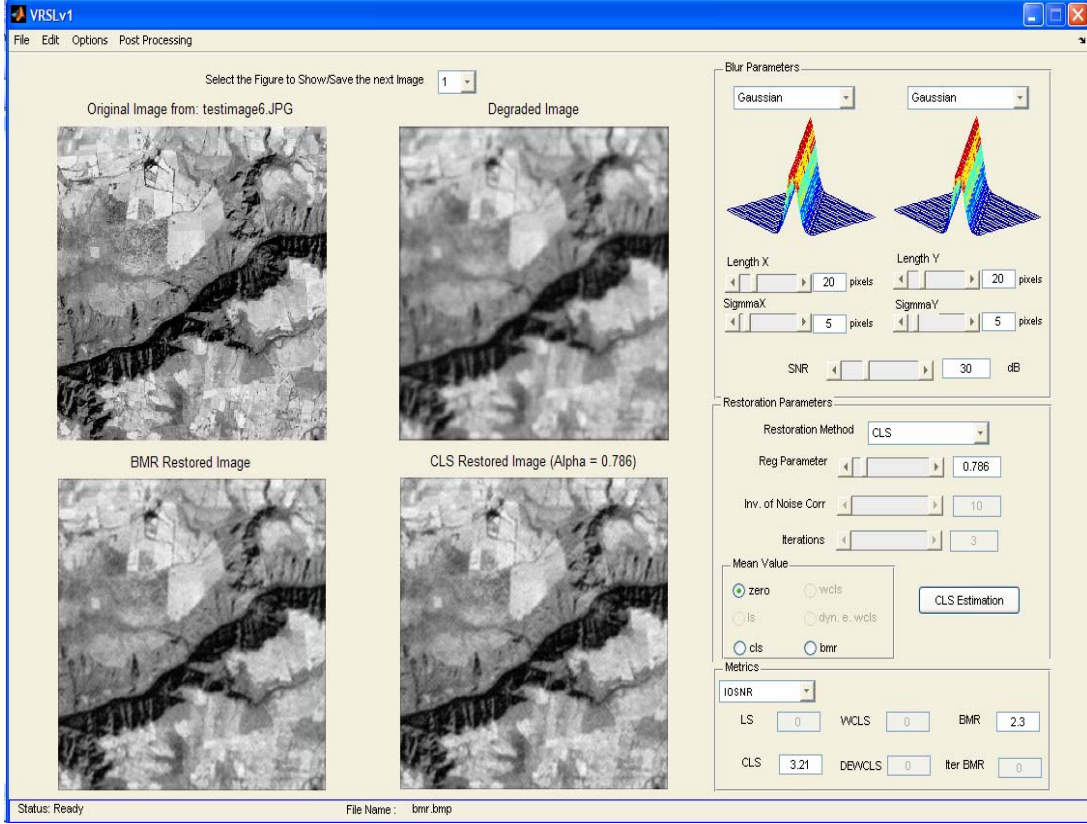 VRSLv1
File Edit Options Post Processing
Select the Figure to Show/Save the next Image 1
Original Image from: testimage6.JPG
Degraded Image
BMR Restored Image
CLS Restored Image (Alpha = 0.786)
Blur Parameters
Gaussian Gaussian
Length X Length Y
20 pixels 20 pixels
SigmmaX SigmmaY
5 pixels 5 pixels
SNR 30 dB
Restoration Parameters
Restoration Method CLS
Reg Parameter 0.786
Inv. of Noise Corr 10
Iterations 3
Mean Value
zero wcls
ls dyn. e. wcls
cls bmr
CLS Estimation
Metrics
IOSNR
LS 0 WCLS 0 BMR 2.3
CLS 3.21 DEWCLS 0 Iter BMR 0
Status: Ready File Name : bmr.bmp